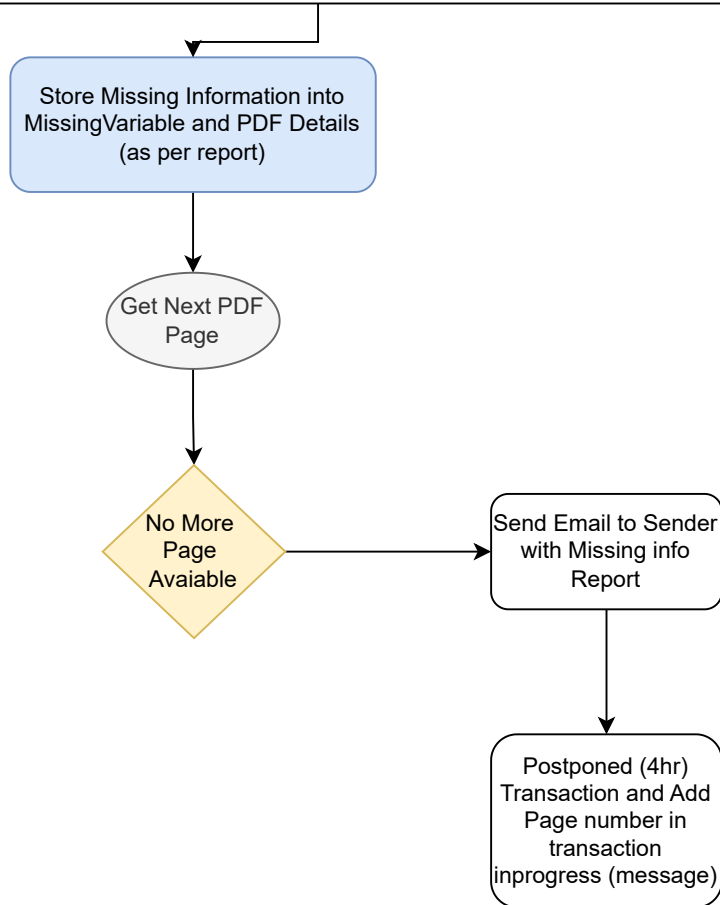 Store Missing Information into
MissingVariable and PDF Details
(as per report)
Get Next PDF
Page
No More
Page
Avaiable
Send Email to Sender
with Missing info
Report
Postponed (4hr)
Transaction and Add
Page number in
transaction
inprogress (message)